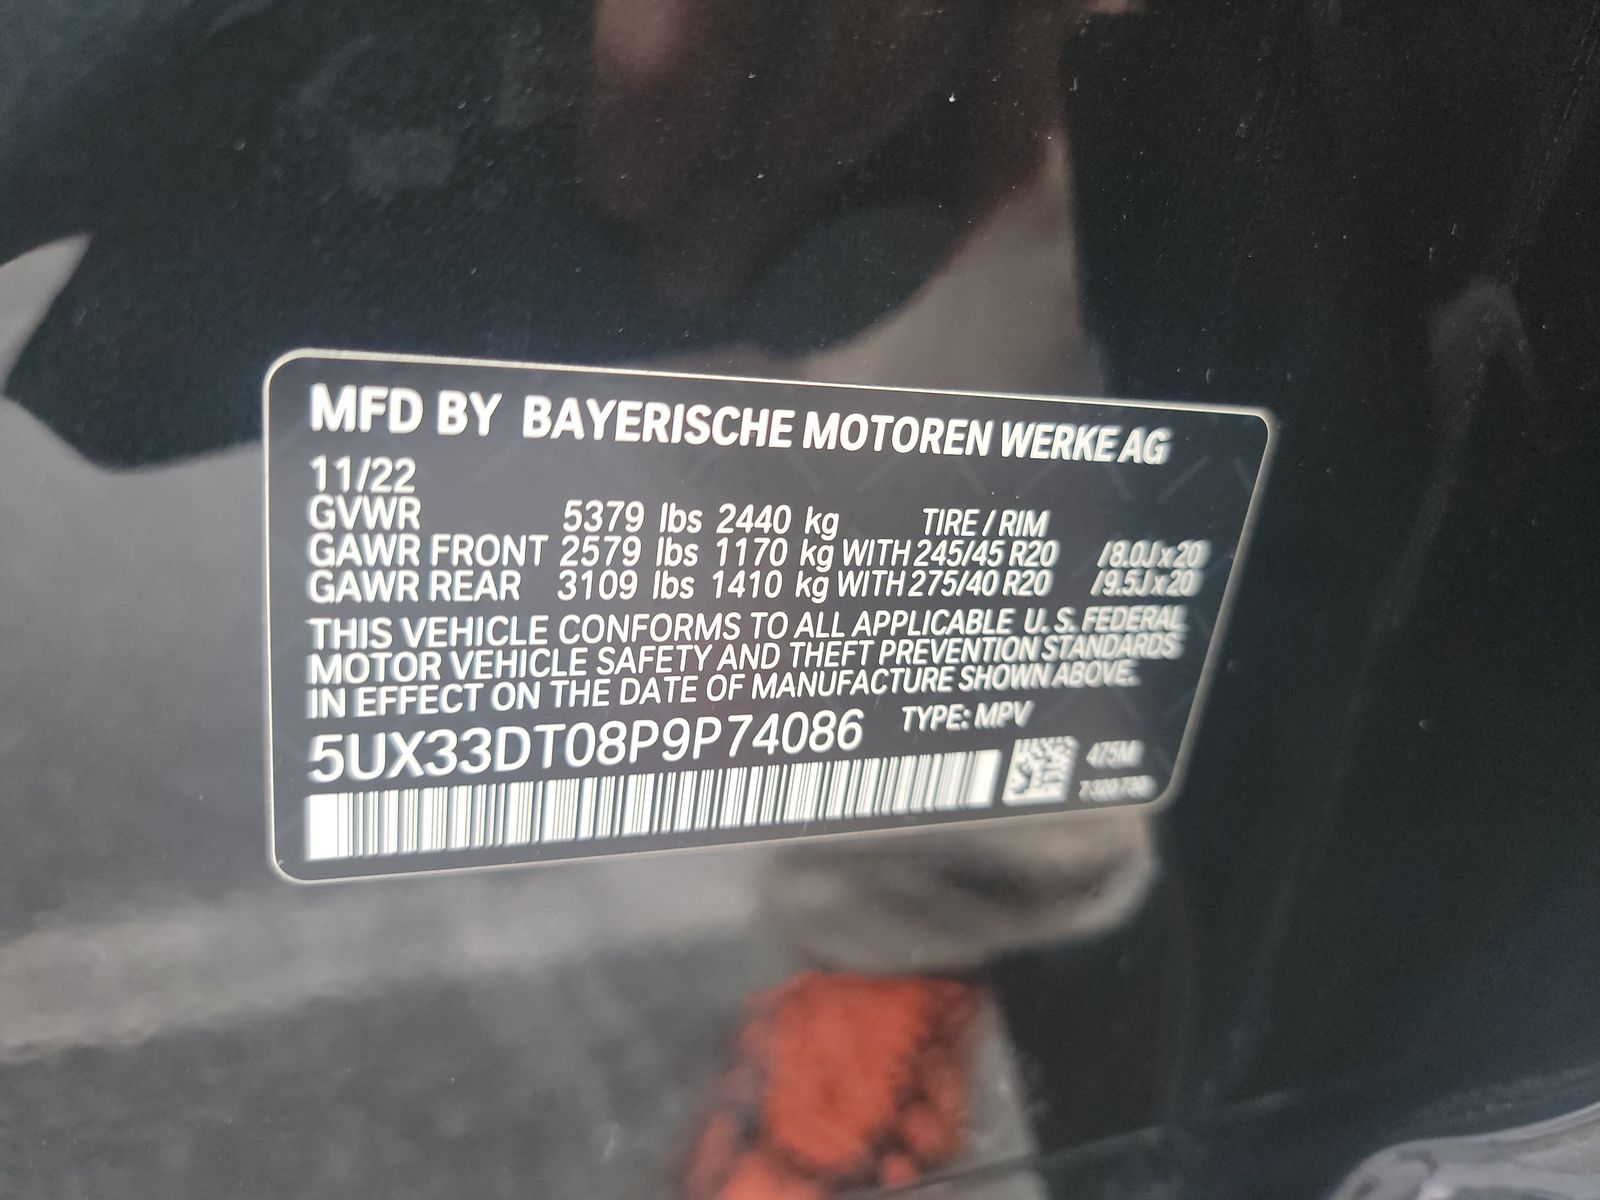 MFD BY BAYERISCHE MOTOREN WERKE AG
11/22
GVWR 5379 lbs 2440 kg TIRE / RIM
GAWR FRONT 2579 lbs 1170 kg WITH 245/45 R20 /8.0J x 20
GAWR REAR 3109 lbs 1410 kg WITH 275/40 R20 /9.5J x 20
THIS VEHICLE CONFORMS TO ALL APPLICABLE U. S. FEDERAL
MOTOR VEHICLE SAFETY AND THEFT PREVENTION STANDARDS
IN EFFECT ON THE DATE OF MANUFACTURE SHOWN ABOVE.
5UX33DT08P9P74086 TYPE: MPV
475M